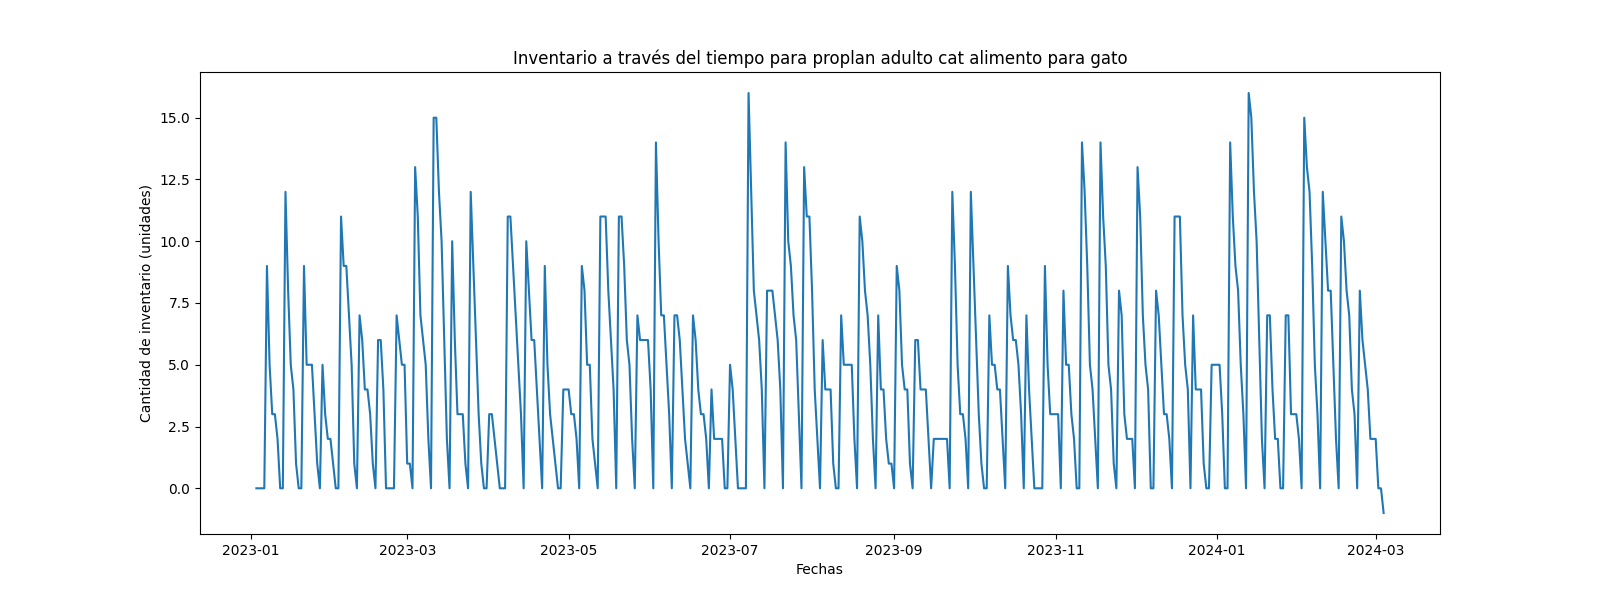 Inventario a través del tiempo para proplan adulto cat alimento para gato
Cantidad de inventario (unidades)
15.0
12.5
10.0
7.5
5.0
2.5
0.0
2023-01 2023-03 2023-05 2023-07 2023-09 2023-11 2024-01 2024-03
Fechas